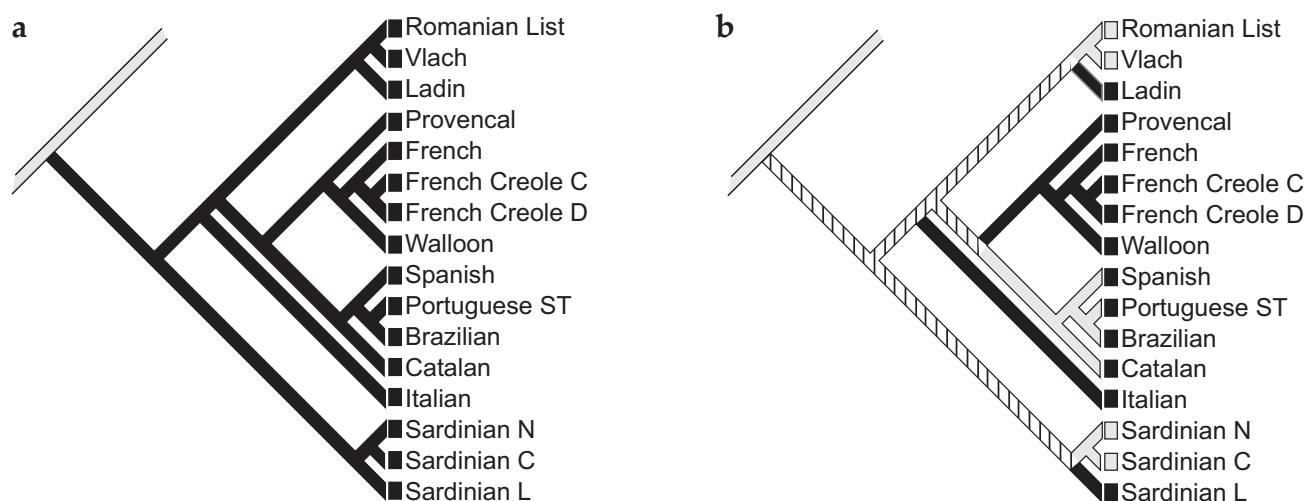 a
Romanian List
Vlach
Ladin
Provencal
French
French Creole C
French Creole D
Walloon
Spanish
Portuguese ST
Brazilian
Catalan
Italian
Sardinian N
Sardinian C
Sardinian L
b
Romanian List
Vlach
Ladin
Provencal
French
French Creole C
French Creole D
Walloon
Spanish
Portuguese ST
Brazilian
Catalan
Italian
Sardinian N
Sardinian C
Sardinian L